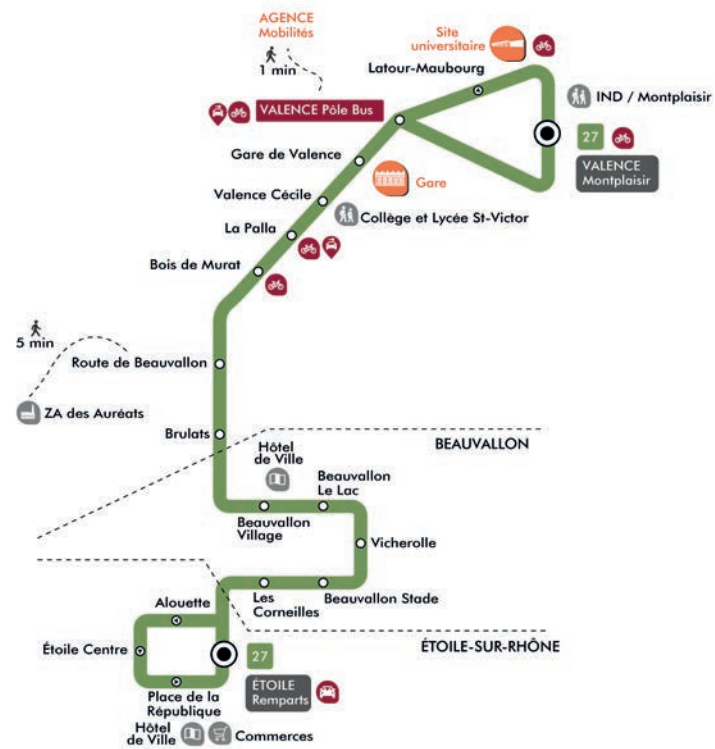 AGENCE
Mobilités
1 min
Site
universitaire
Latour-Maubourg
IND / Montplaisir
VALENCE Pôle Bus
27
VALENCE
Montplaisir
Gare de Valence
Gare
Valence Cécile
Collège et Lycée St-Victor
La Palla
Bois de Murat
5 min
Route de Beauvallon
ZA des Auréats
Brulats
BEAUVALLON
Hôtel
de Ville
Beauvallon
Le Lac
Beauvallon
Village
Vicherolle
Les
Corneilles
Beauvallon Stade
Alouette
Étoile Centre
ÉTOILE-SUR-RHÔNE
27
ÉTOILE
Remparts
Place de la
République
Hôtel
de Ville
Commerces